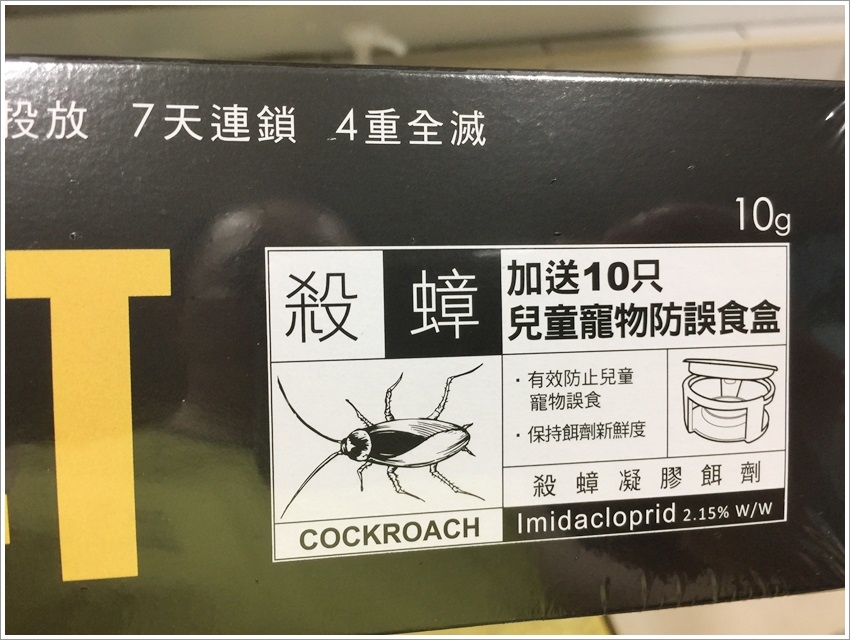 投放 7天連鎖 4重全滅
10g
T
殺蟑
加送10只
兒童寵物防誤食盒
·有效防止兒童
寵物誤食
·保持餌劑新鮮度
殺蟑凝膠餌劑
COCKROACH
Imidacloprid 2.15% W/W